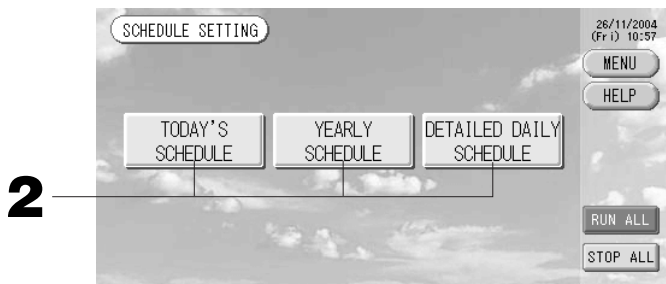 SCHEDULE SETTING
26/11/2004
(Fri) 10:57
MENU
HELP
TODAY'S
SCHEDULE
YEARLY
SCHEDULE
DETAILED DAILY
SCHEDULE
2
RUN ALL
STOP ALL